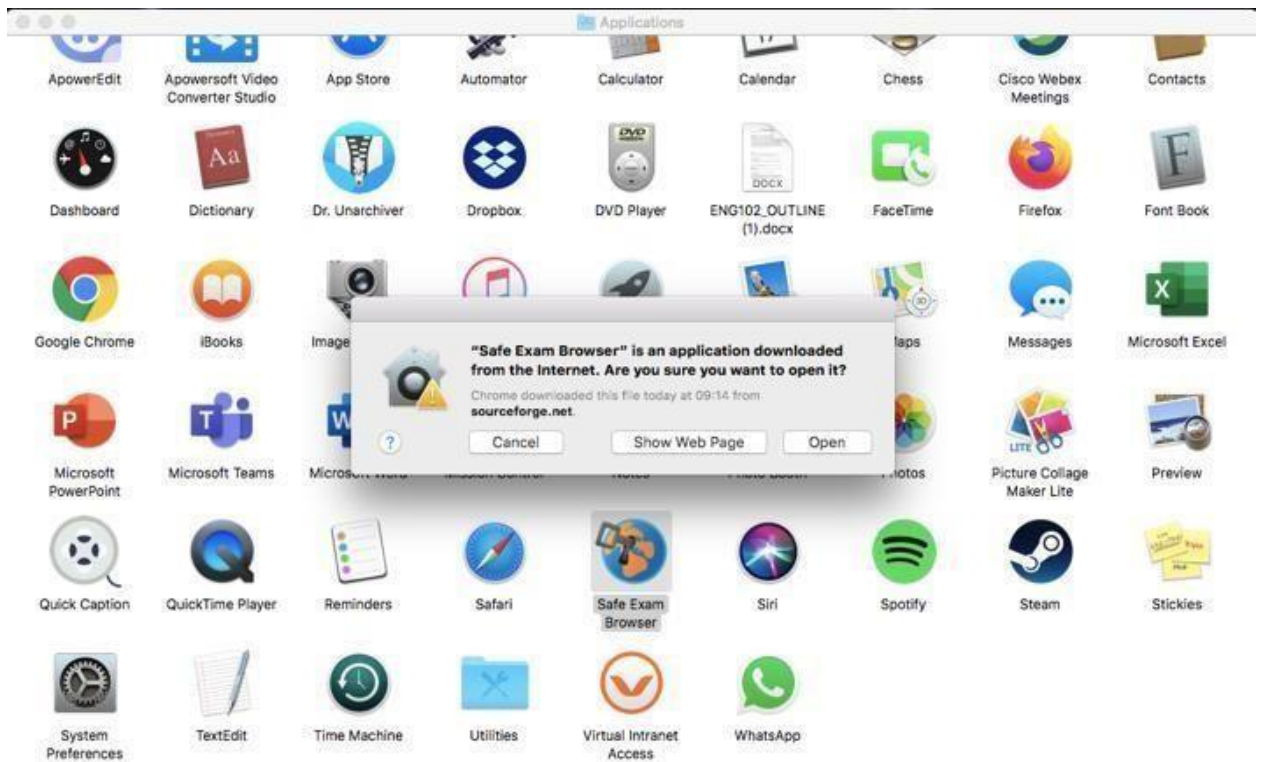 Applications
ApowerEdit
Apowersoft Video
Converter Studio
App Store
Automator
Calculator
Calendar
Chess
Cisco Webex
Meetings
Contacts
Dashboard
Dictionary
Dr. Unarchiver
Dropbox
DVD Player
ENG102_OUTLINE
(1).docx
FaceTime
Firefox
Font Book
Google Chrome
iBooks
Image
Messages
Microsoft Excel
"Safe Exam Browser" is an application downloaded
from the Internet. Are you sure you want to open it?
Chrome downloaded this file today at 09:14 from
sourceforge.net.
?
Cancel
Show Web Page
Open
Microsoft
PowerPoint
Microsoft Teams
Picture Collage
Maker Lite
Preview
Quick Caption
QuickTime Player
Reminders
Safari
Safe Exam
Browser
Siri
Spotify
Steam
Stickies
System
Preferences
TextEdit
Time Machine
Utilities
Virtual Intranet
Access
WhatsApp